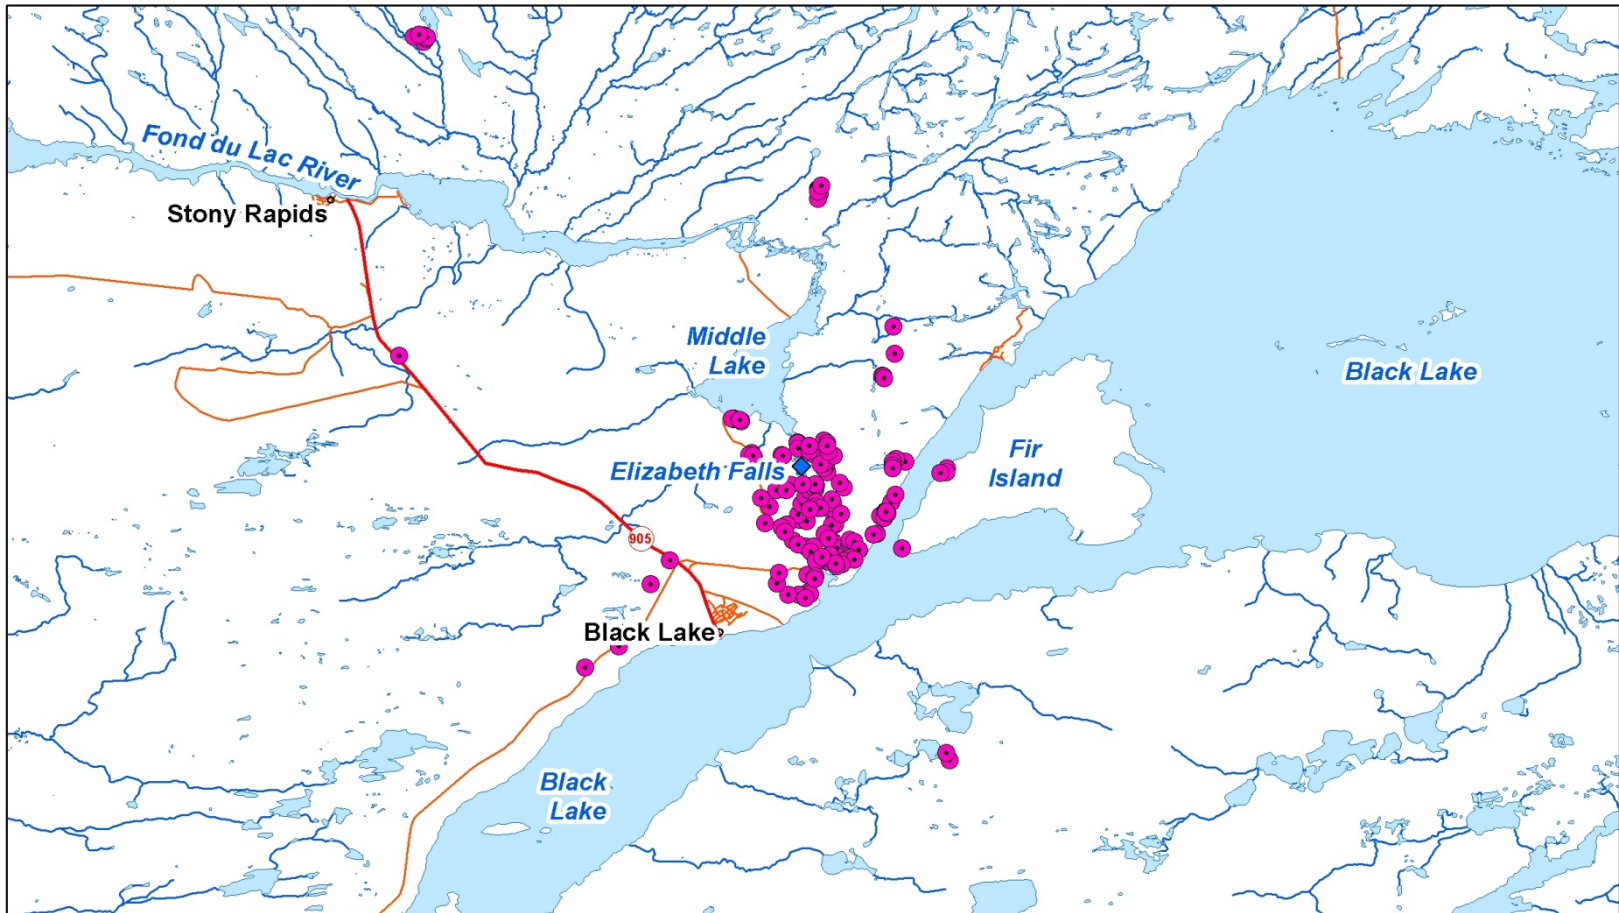 Fond du Lac River
Stony Rapids
Middle
Lake
Black Lake
Fir
Island
Elizabeth Falls
905
Black Lake
Black
Lake